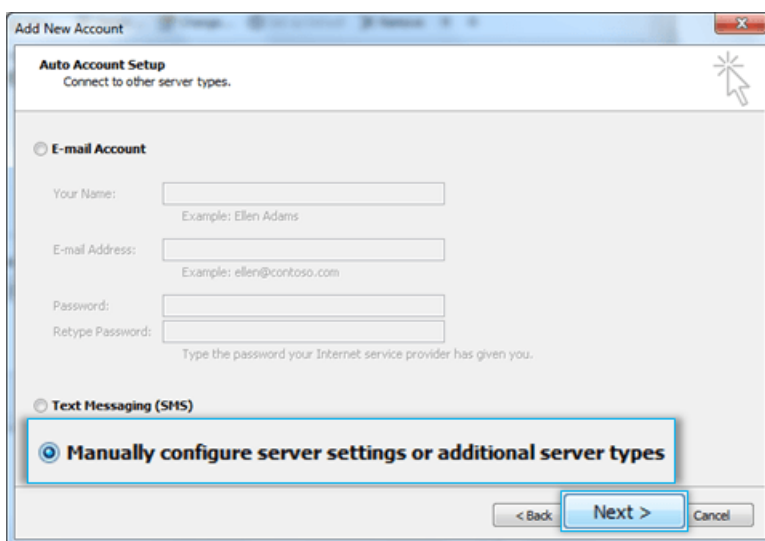 Add New Account
Auto Account Setup
Connect to other server types.
E-mail Account
Your Name:
Example: Ellen Adams
E-mail Address:
Example: ellen@contoso.com
Password:
Retype Password:
Type the password your Internet service provider has given you.
Text Messaging (SMS)
Manually configure server settings or additional server types
< Back Next > Cancel